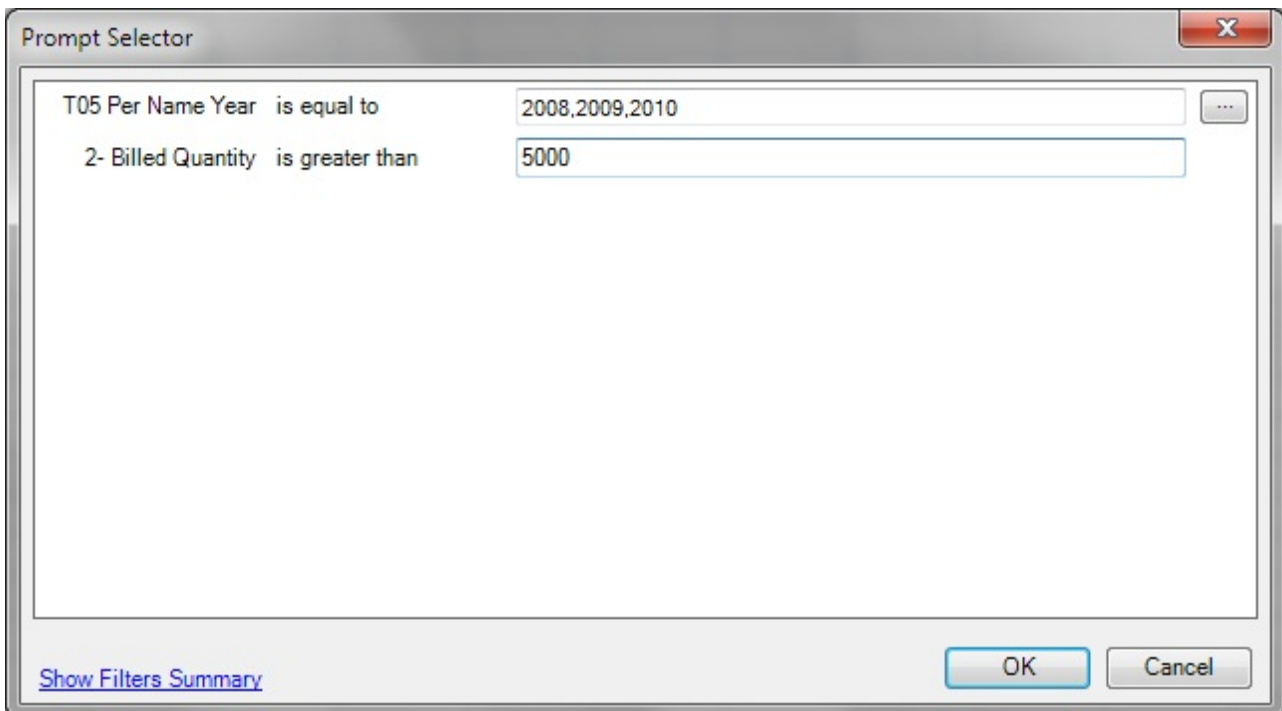 Prompt Selector
T05 Per Name Year is equal to 2008,2009,2010 ...
2- Billed Quantity is greater than 5000
Show Filters Summary OK Cancel